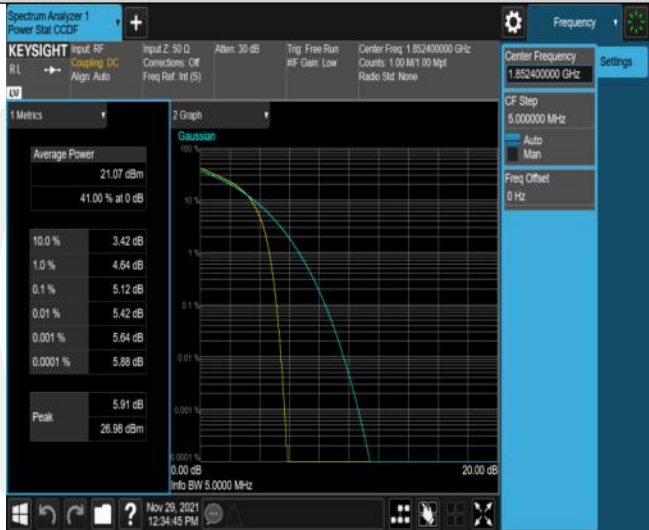 Spectrum Analyzer 1
Power Stat CCDF
Frequency
KEYSIGHT
RL
Input: RF
Coupling: DC
Align: Auto
Input Z: 50 Ω
Corrections: Off
Freq Ref: Int (S)
Atten: 30 dB
Trig: Free Run
#IF Gain: Low
Center Freq: 1.852400000 GHz
Counts: 1.00 M/1.00 Mpt
Radio Std: None
LXI
1 Metrics
Average Power
21.07 dBm
41.00 % at 0 dB
10.0 % 3.42 dB
1.0 % 4.64 dB
0.1 % 5.12 dB
0.01 % 5.42 dB
0.001 % 5.64 dB
0.0001 % 5.88 dB
Peak
5.91 dB
26.98 dBm
2 Graph
Gaussian
100 %
10 %
1 %
0.1 %
0.01 %
0.001 %
0.0001 %
0.00 dB
20.00 dB
Info BW 5.0000 MHz
Center Frequency
1.852400000 GHz
Settings
CF Step
5.000000 MHz
Auto
Man
Freq Offset
0 Hz
?
Nov 29, 2021
12:34:45 PM